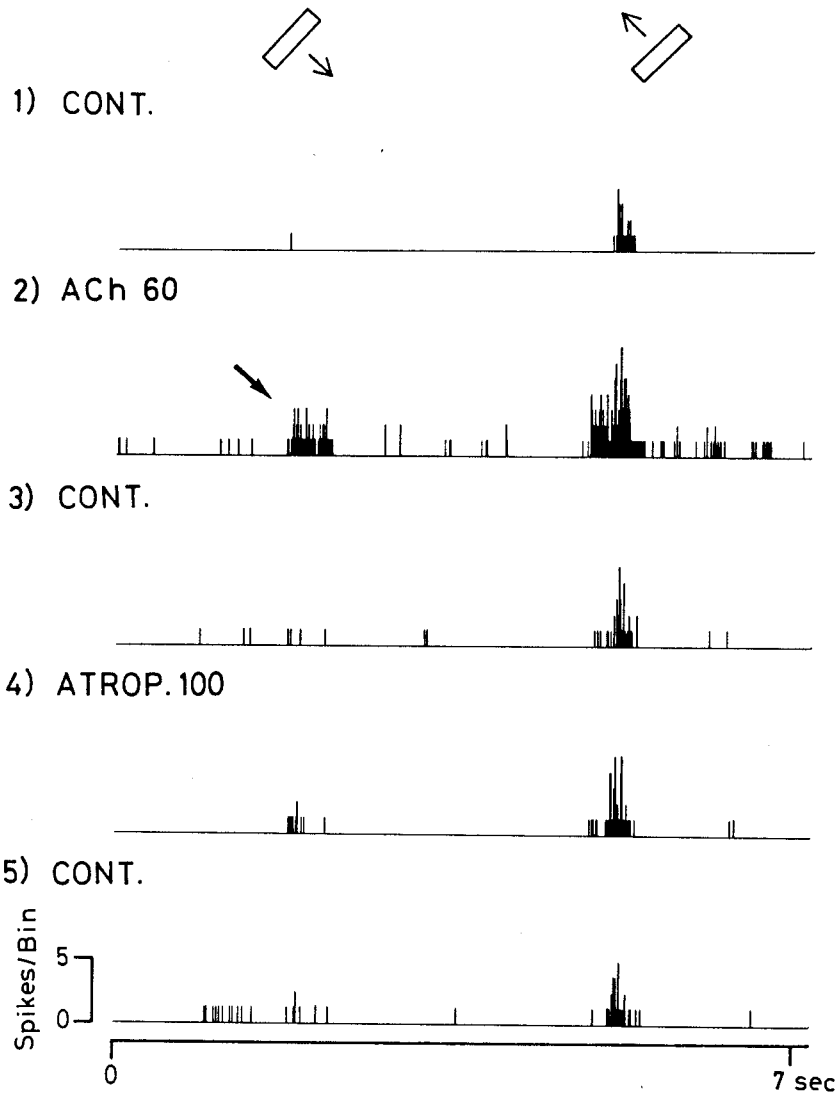 1) CONT.
2) ACh 60
3) CONT.
4) ATROP. 100
5) CONT.
Spikes/Bin
5
0
0
7 sec